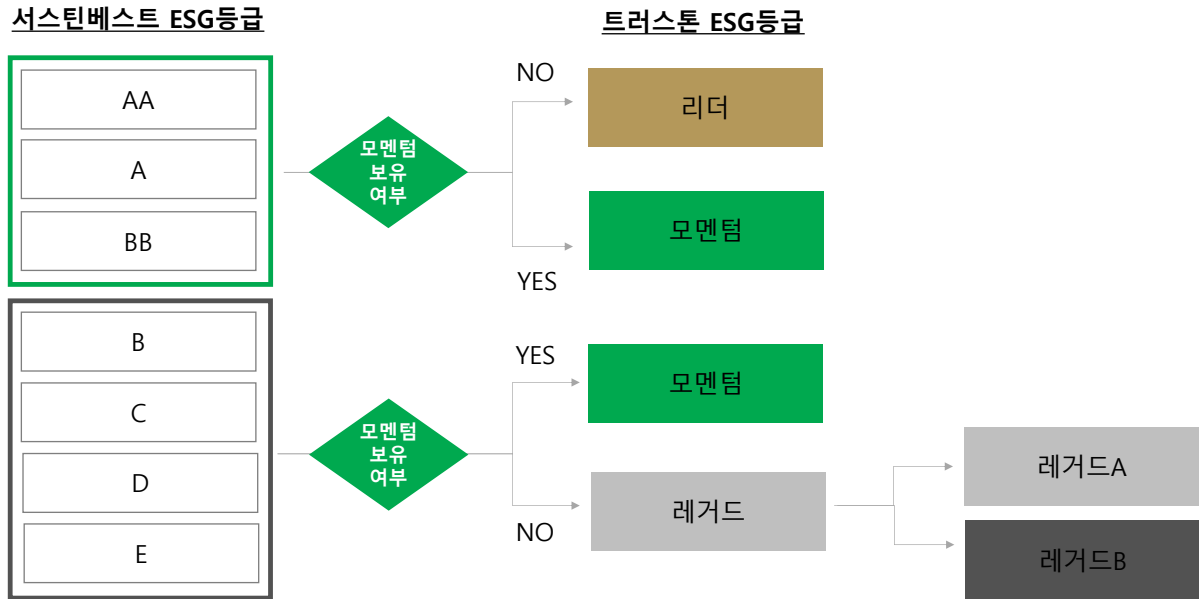 서스틴베스트 ESG등급
트러스톤 ESG등급
AA
A
BB
모멘텀
보유
여부
NO
리더
YES
모멘텀
B
C
D
E
모멘텀
보유
여부
YES
모멘텀
NO
레거드
레거드A
레거드B